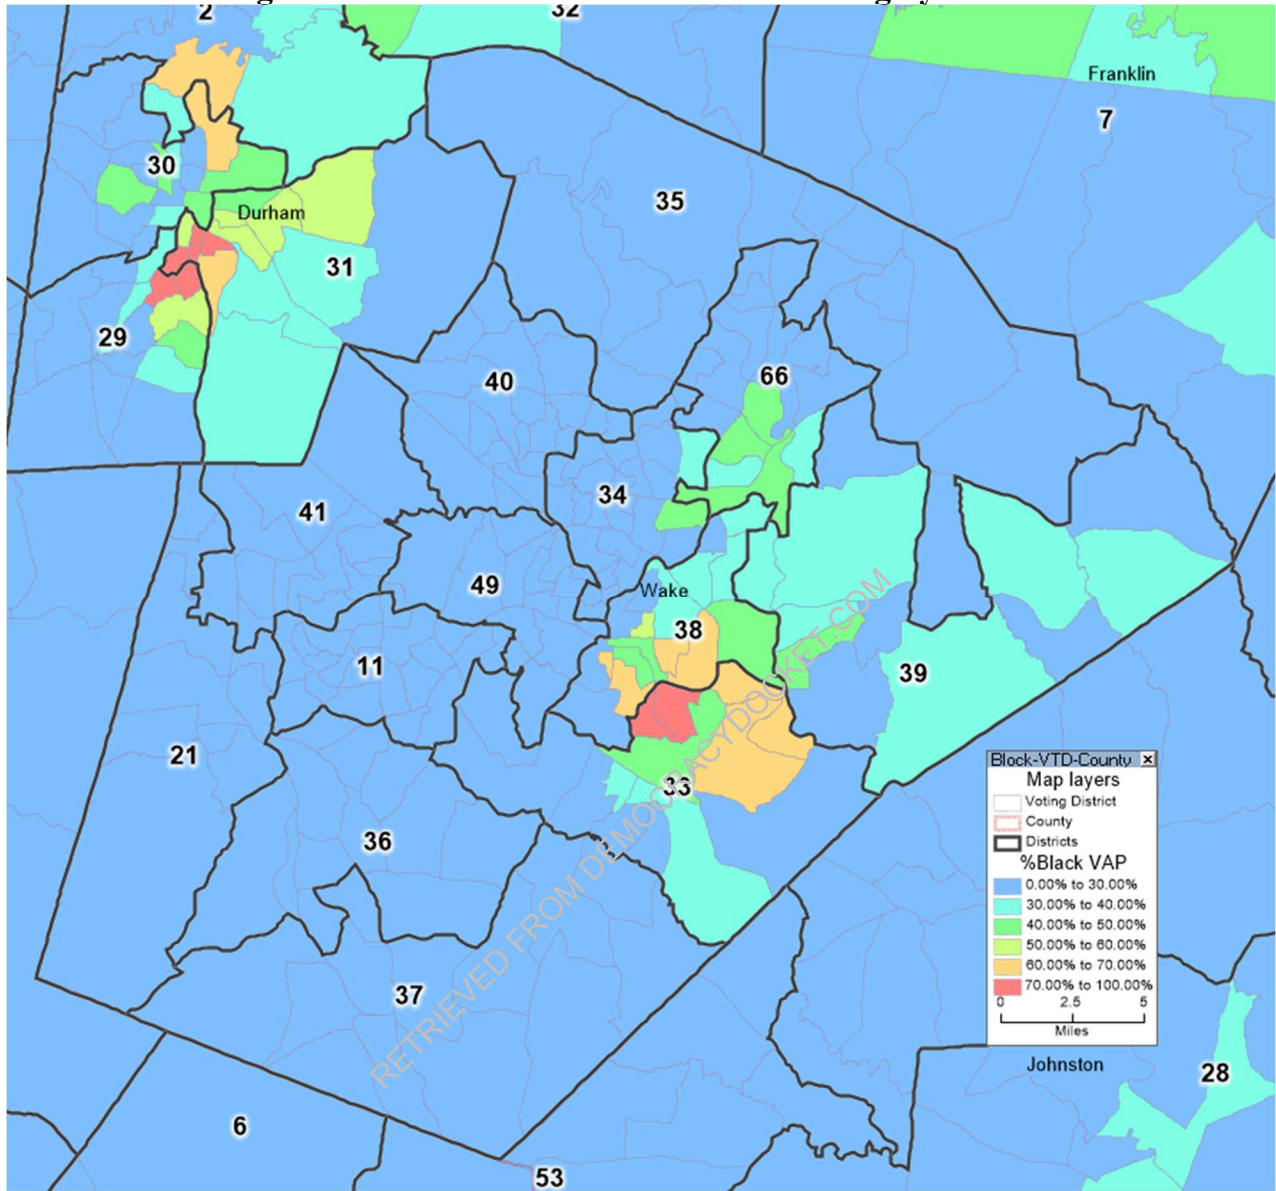 2
32
Franklin
7
30
35
Durham
31
29
40
66
34
41
49
Wake
38
11
39
21
33
36
37
Block-VTD-County
Map layers
Voting District
County
Districts
%Black VAP
0.00% to 30.00%
30.00% to 40.00%
40.00% to 50.00%
50.00% to 60.00%
60.00% to 70.00%
70.00% to 100.00%
0 2.5 5
Miles
Johnston
28
6
53
RETRIEVED FROM DEMOCRACYDOCKET.COM